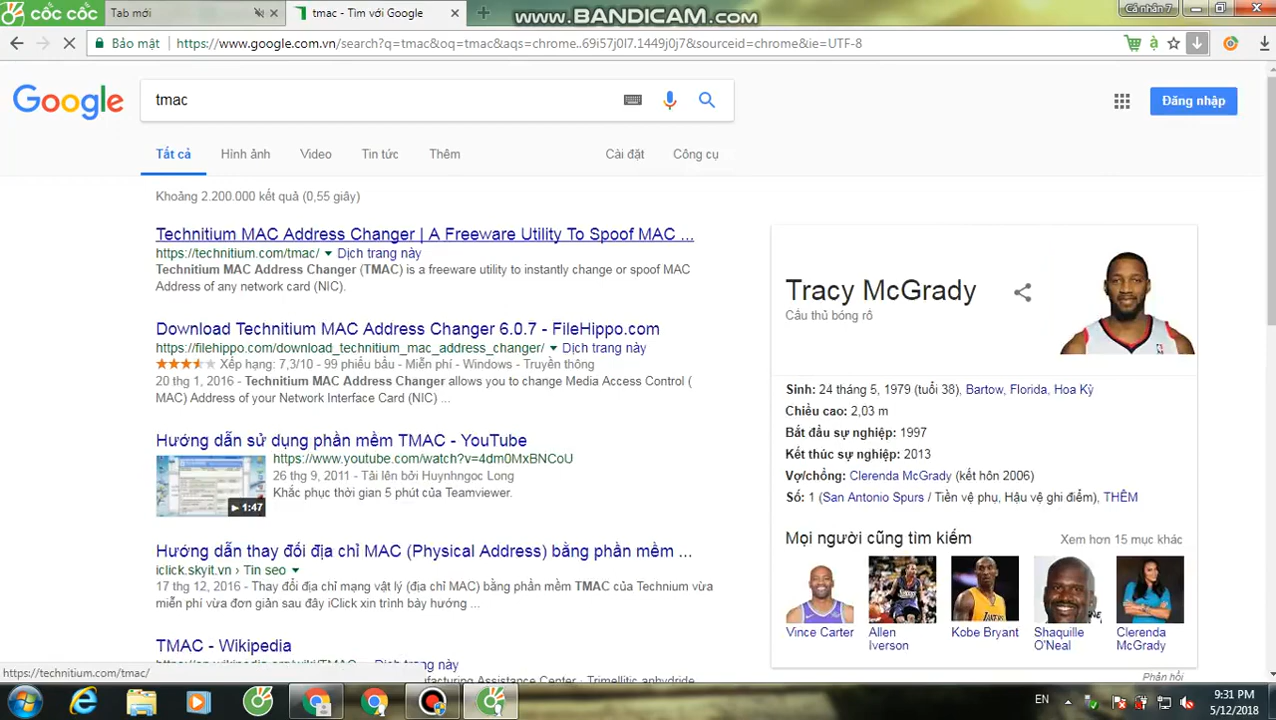 cốc cốc
Tab mới
tmac - Tìm với Google
www.BANDICAM.com
Cá nhân 7
Bảo mật
https://www.google.com.vn/search?q=tmac&oq=tmac&aqs=chrome..69i57j0l7.1449j0j7&sourceid=chrome&ie=UTF-8
Google
tmac
Đăng nhập
Tất cả
Hình ảnh
Video
Tin tức
Thêm
Cài đặt
Công cụ
Khoảng 2.200.000 kết quả (0,55 giây)
Technitium MAC Address Changer | A Freeware Utility To Spoof MAC ...
https://technitium.com/tmac/ Dịch trang này
Technitium MAC Address Changer (TMAC) is a freeware utility to instantly change or spoof MAC
Address of any network card (NIC).
Download Technitium MAC Address Changer 6.0.7 - FileHippo.com
https://filehippo.com/download_technitium_mac_address_changer/ Dịch trang này
Xếp hạng: 7,3/10 - 99 phiếu bầu - Miễn phí - Windows - Truyền thông
20 thg 1, 2016 - Technitium MAC Address Changer allows you to change Media Access Control (
MAC) Address of your Network Interface Card (NIC) ...
Hướng dẫn sử dụng phần mềm TMAC - YouTube
https://www.youtube.com/watch?v=4dm0MxBNCoU
26 thg 9, 2011 - Tải lên bởi Huynhngoc Long
Khắc phục thời gian 5 phút của Teamviewer.
1:47
Hướng dẫn thay đổi địa chỉ MAC (Physical Address) bằng phần mềm ...
iclick.skyit.vn › Tin seo
17 thg 12, 2016 - Thay đổi địa chỉ mạng vật lý (địa chỉ MAC) bằng phần mềm TMAC của Technium vừa
miễn phí vừa đơn giản sau đây iClick xin trình bày hướng ...
TMAC - Wikipedia
https://en.wikipedia.org/wiki/TMAC Dịch trang này
https://technitium.com/tmac/
Tracy McGrady
Cầu thủ bóng rổ
Sinh: 24 tháng 5, 1979 (tuổi 38), Bartow, Florida, Hoa Kỳ
Chiều cao: 2,03 m
Bắt đầu sự nghiệp: 1997
Kết thúc sự nghiệp: 2013
Vợ/chồng: Clerenda McGrady (kết hôn 2006)
Số: 1 (San Antonio Spurs / Tiền vệ phụ, Hậu vệ ghi điểm), THÊM
Mọi người cũng tìm kiếm
Xem hơn 15 mục khác
Vince Carter
Allen Iverson
Kobe Bryant
Shaquille O'Neal
Clerenda McGrady
Phản hồi
EN
9:31 PM
5/12/2018